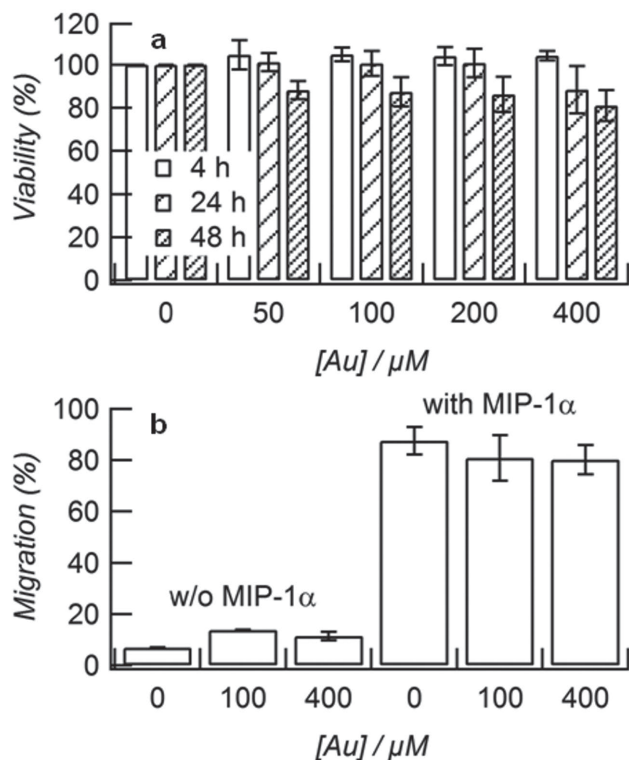 120
a
100
80
60
40
20
0
Viability (%)
4 h
24 h
48 h
0 50 100 200 400
[Au] / µM
100
b
80
60
40
20
0
Migration (%)
with MIP-1α
w/o MIP-1α
0 100 400 0 100 400
[Au] / µM